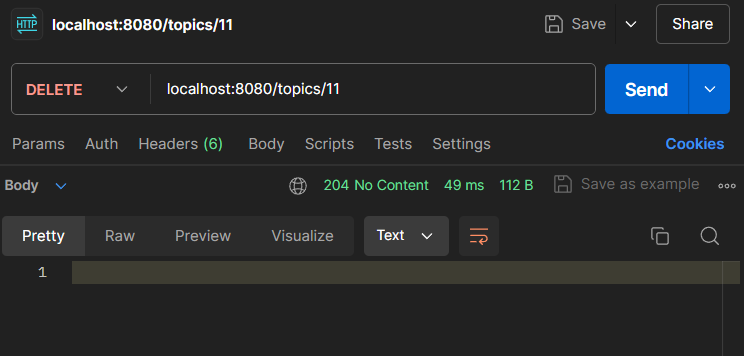 HTTP localhost:8080/topics/11 Save Share
DELETE localhost:8080/topics/11 Send
Params Auth Headers (6) Body Scripts Tests Settings Cookies
Body 204 No Content 49 ms 112 B Save as example
Pretty Raw Preview Visualize Text
1